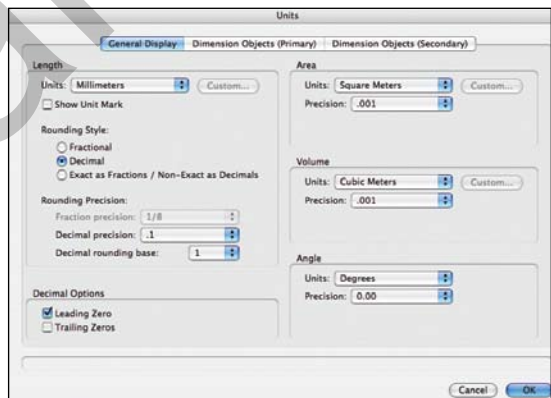 Units
General Display Dimension Objects (Primary) Dimension Objects (Secondary)
Length
Units: Millimeters Custom...
Show Unit Mark
Rounding Style:
Fractional
Decimal
Exact as Fractions / Non-Exact as Decimals
Rounding Precision:
Fraction precision: 1/8
Decimal precision: .1
Decimal rounding base: 1
Decimal Options
Leading Zero
Trailing Zeros
Area
Units: Square Meters Custom...
Precision: .001
Volume
Units: Cubic Meters Custom...
Precision: .001
Angle
Units: Degrees
Precision: 0.00
Cancel OK